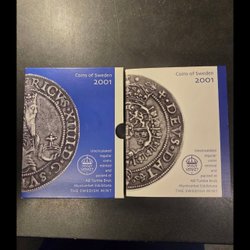 Coins of Sweden
2001
Uncirculated
regular
coins
minted
and
packed at
AB Tumba Bruk
Myntverket Eskilstuna
THE SWEDISH MINT
Coins of Sweden
2001
Uncirculated
regular
coins
minted
and
packed at
AB Tumba Bruk
Myntverket Eskilstuna
THE SWEDISH MINT